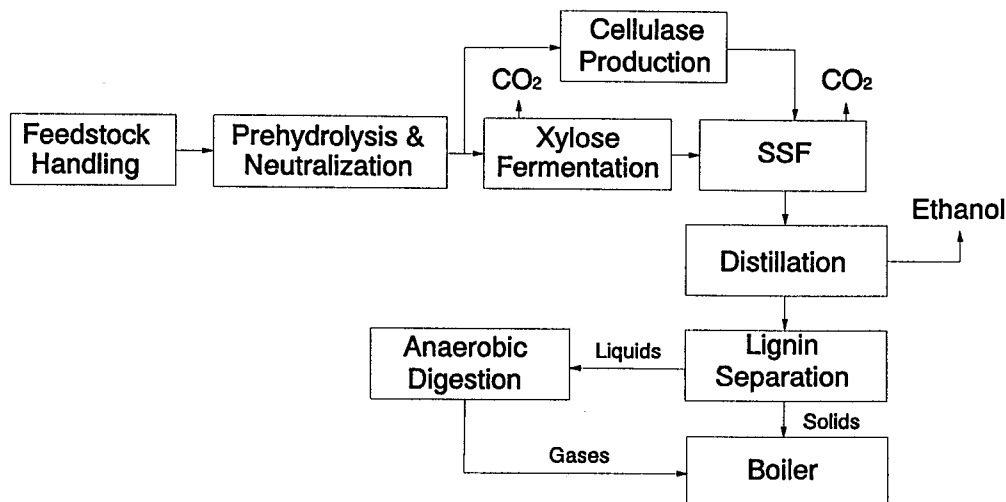 Cellulase
Production
CO₂
CO₂
Feedstock
Handling
Prehydrolysis &
Neutralization
Xylose
Fermentation
SSF
Ethanol
Distillation
Anaerobic
Digestion
Liquids
Lignin
Separation
Solids
Gases
Boiler